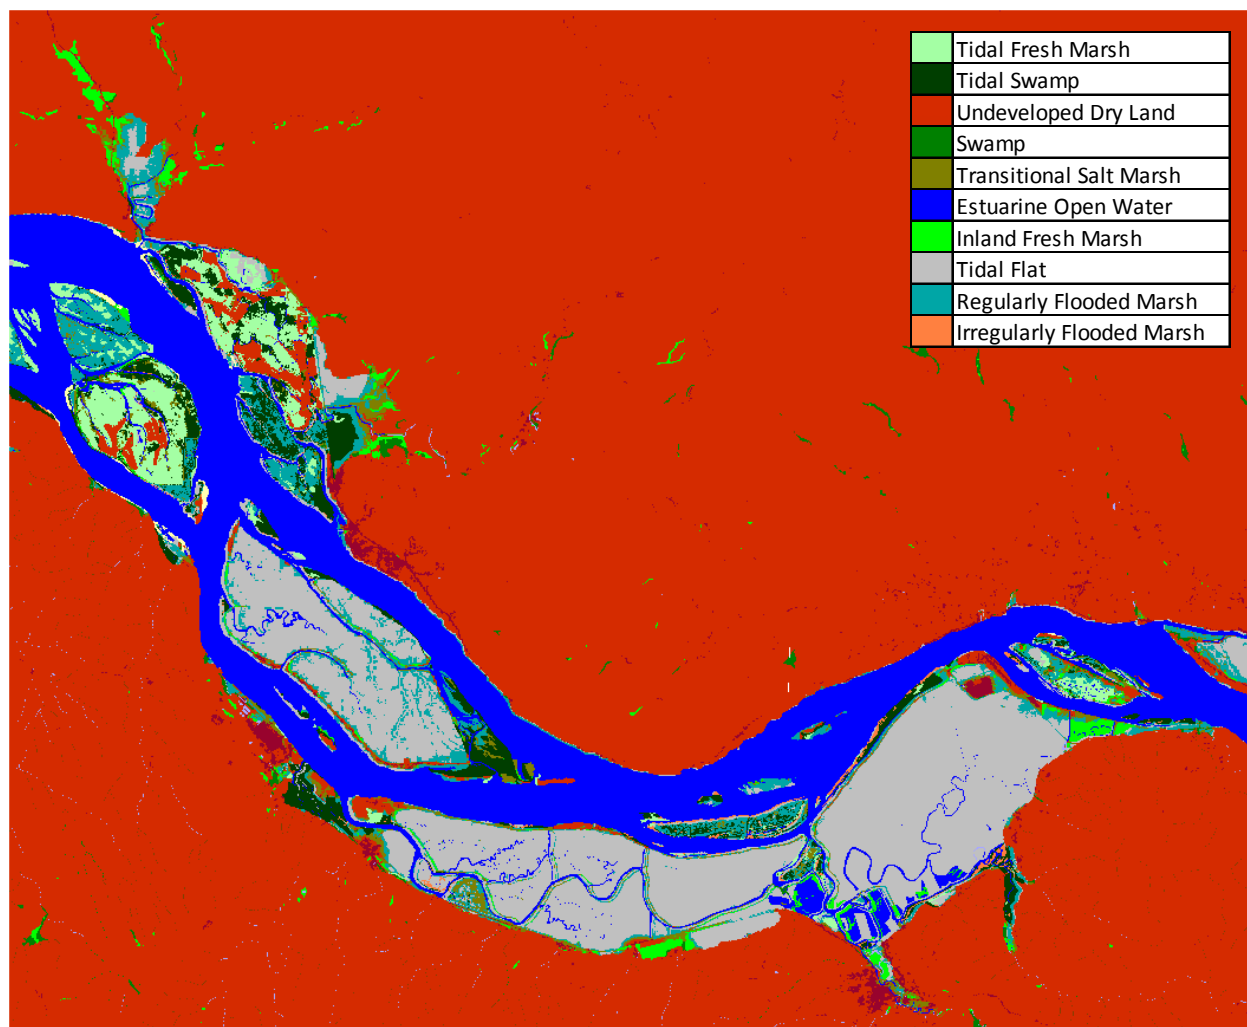 Tidal Fresh Marsh
Tidal Swamp
Undeveloped Dry Land
Swamp
Transitional Salt Marsh
Estuarine Open Water
Inland Fresh Marsh
Tidal Flat
Regularly Flooded Marsh
Irregularly Flooded Marsh